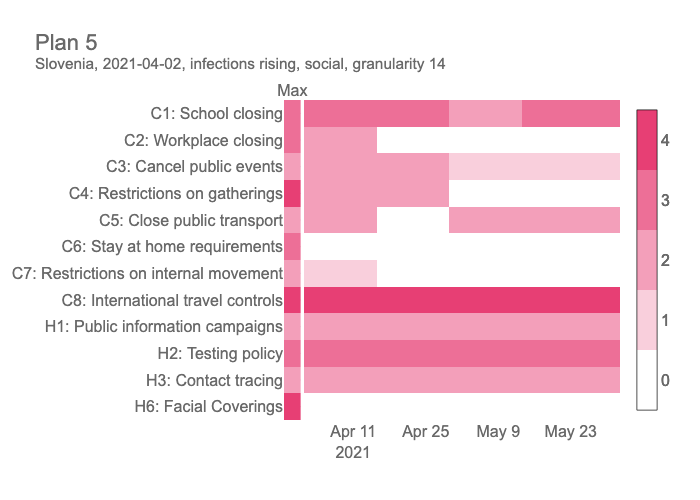 Plan 5
Slovenia, 2021-04-02, infections rising, social, granularity 14
Max
C1: School closing
C2: Workplace closing
C3: Cancel public events
C4: Restrictions on gatherings
C5: Close public transport
C6: Stay at home requirements
C7: Restrictions on internal movement
C8: International travel controls
H1: Public information campaigns
H2: Testing policy
H3: Contact tracing
H6: Facial Coverings
4
3
2
1
0
Apr 11 Apr 25 May 9 May 23
2021